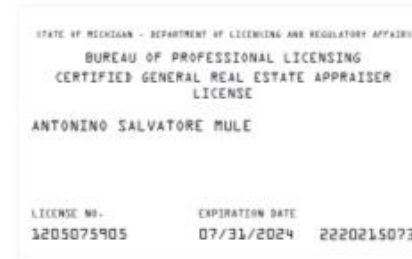 STATE OF MICHIGAN - DEPARTMENT OF LICENSING AND REGULATORY AFFAIRS
BUREAU OF PROFESSIONAL LICENSING
CERTIFIED GENERAL REAL ESTATE APPRAISER
LICENSE
ANTONINO SALVATORE MULE
LICENSE NO. EXPIRATION DATE
1205075905 07/31/2024 2220215073